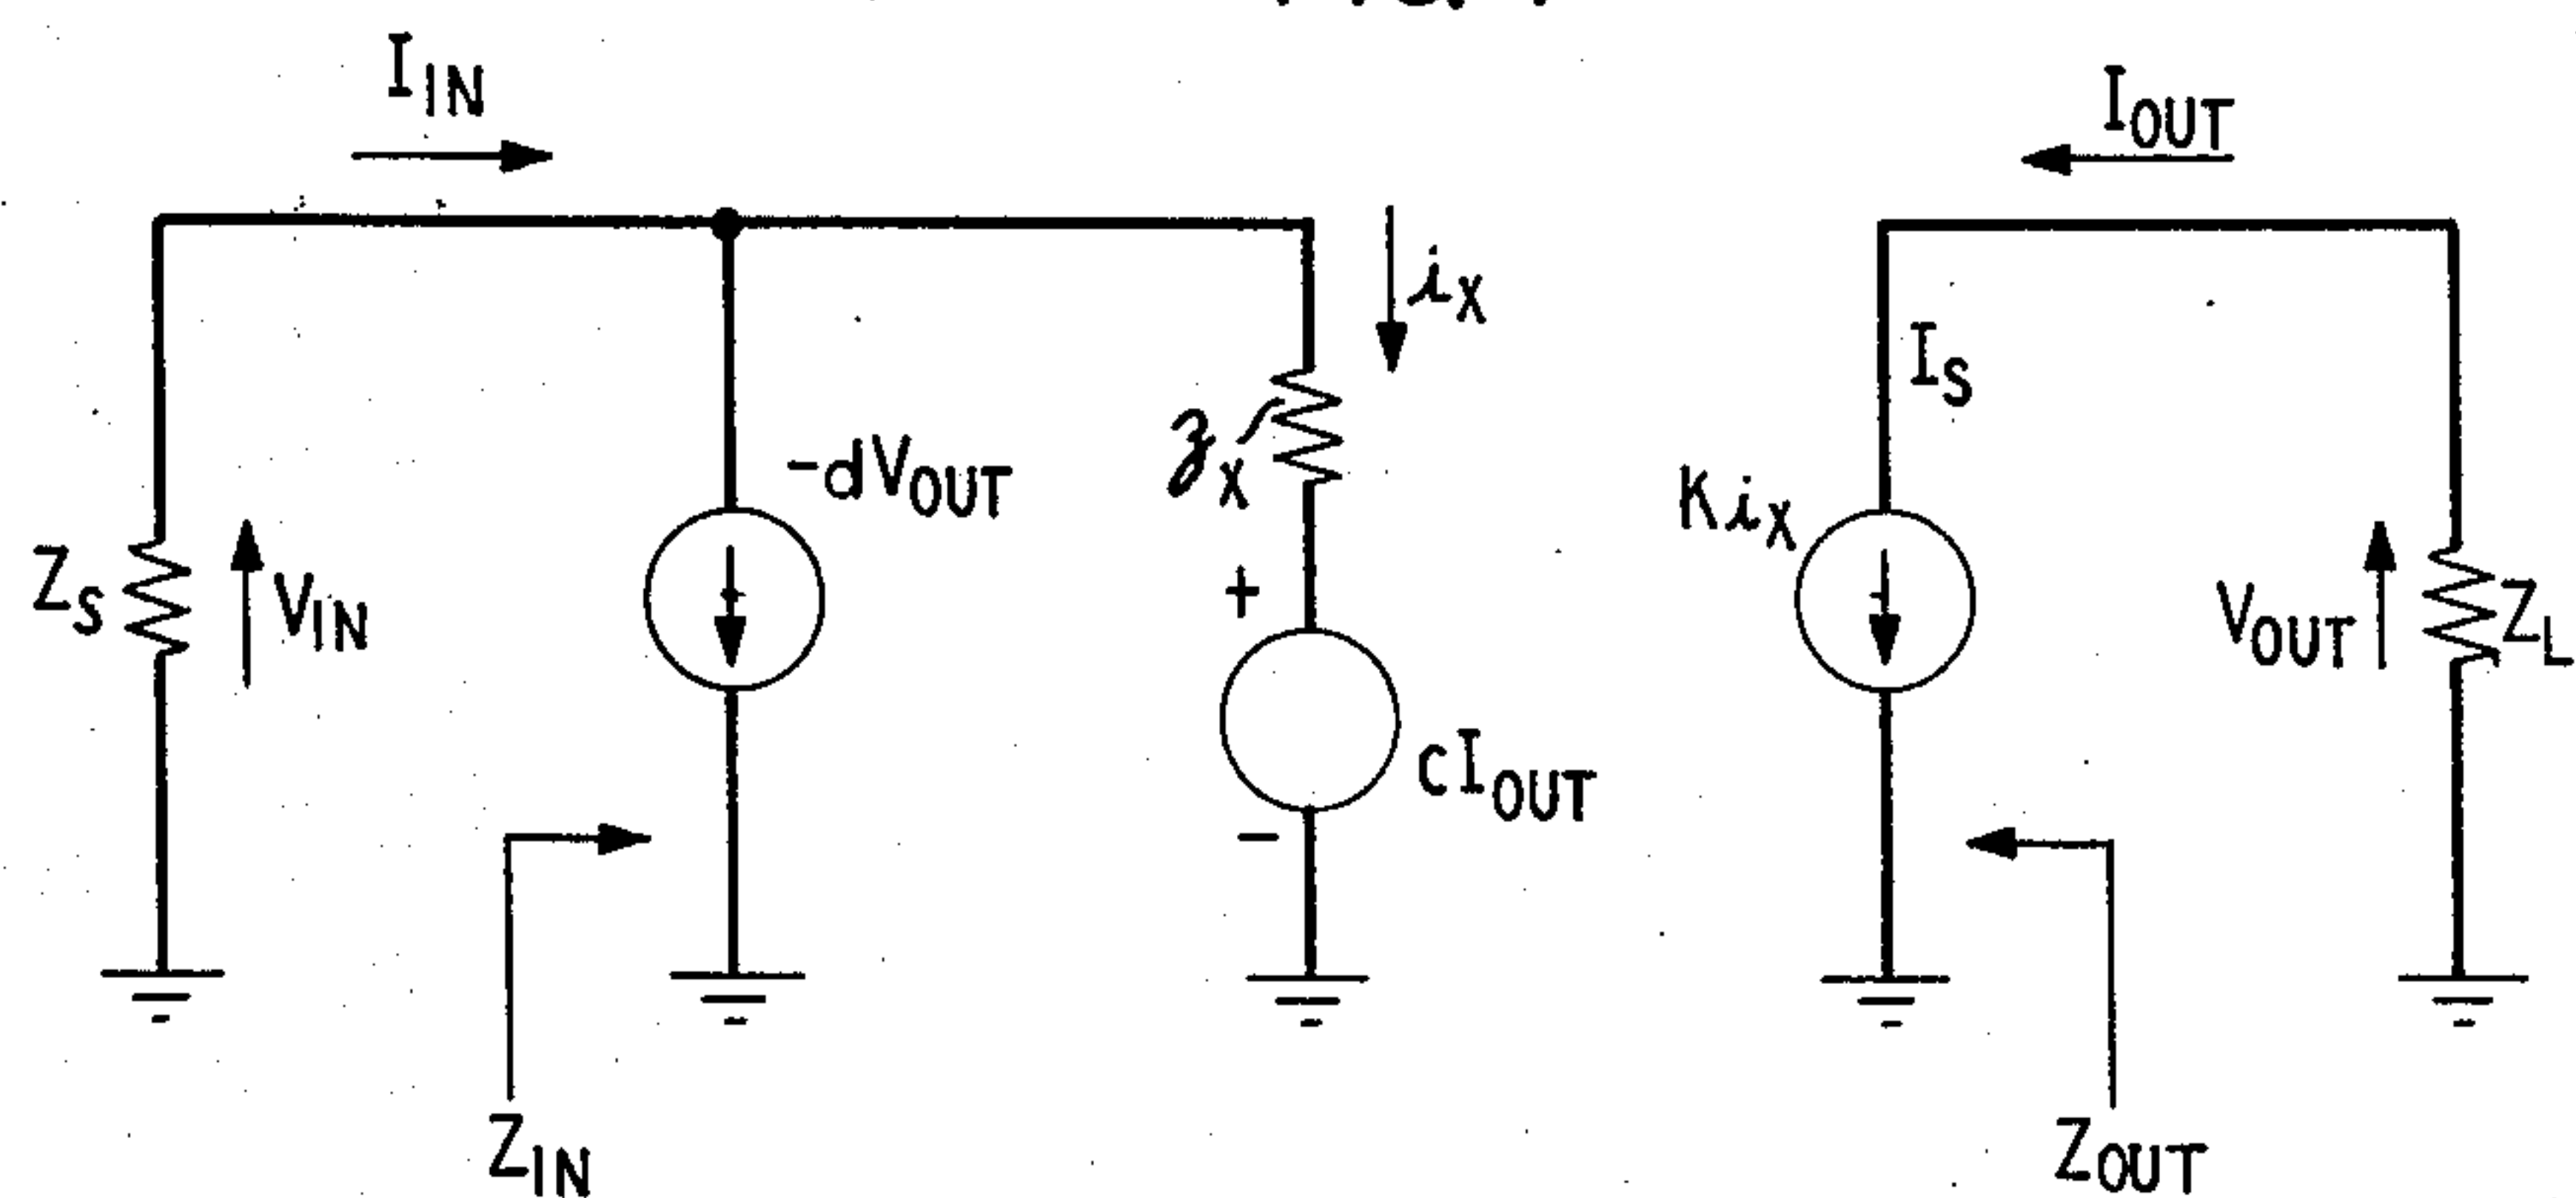 I_IN
I_OUT
i_X
I_S
-dV_OUT
z_X
Ki_X
Z_S
V_IN
+
V_OUT
Z_L
cI_OUT
-
Z_IN
Z_OUT